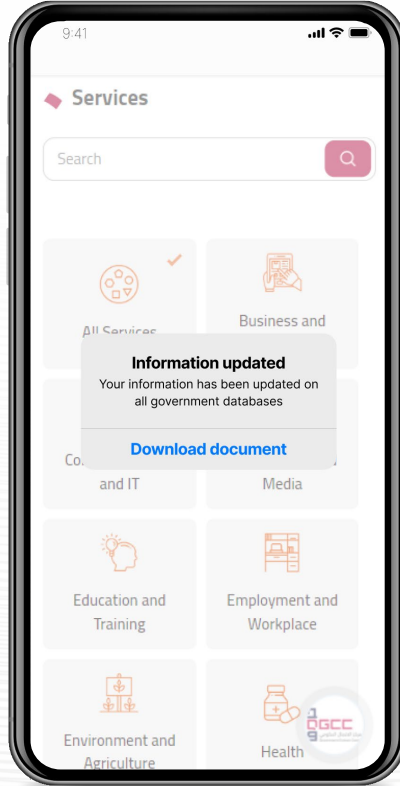 9:41
Services
Search
All Services
Business and
Information updated
Your information has been updated on
all government databases
Download document
and IT
Media
Education and
Training
Employment and
Workplace
Environment and
Agriculture
Health
GCC